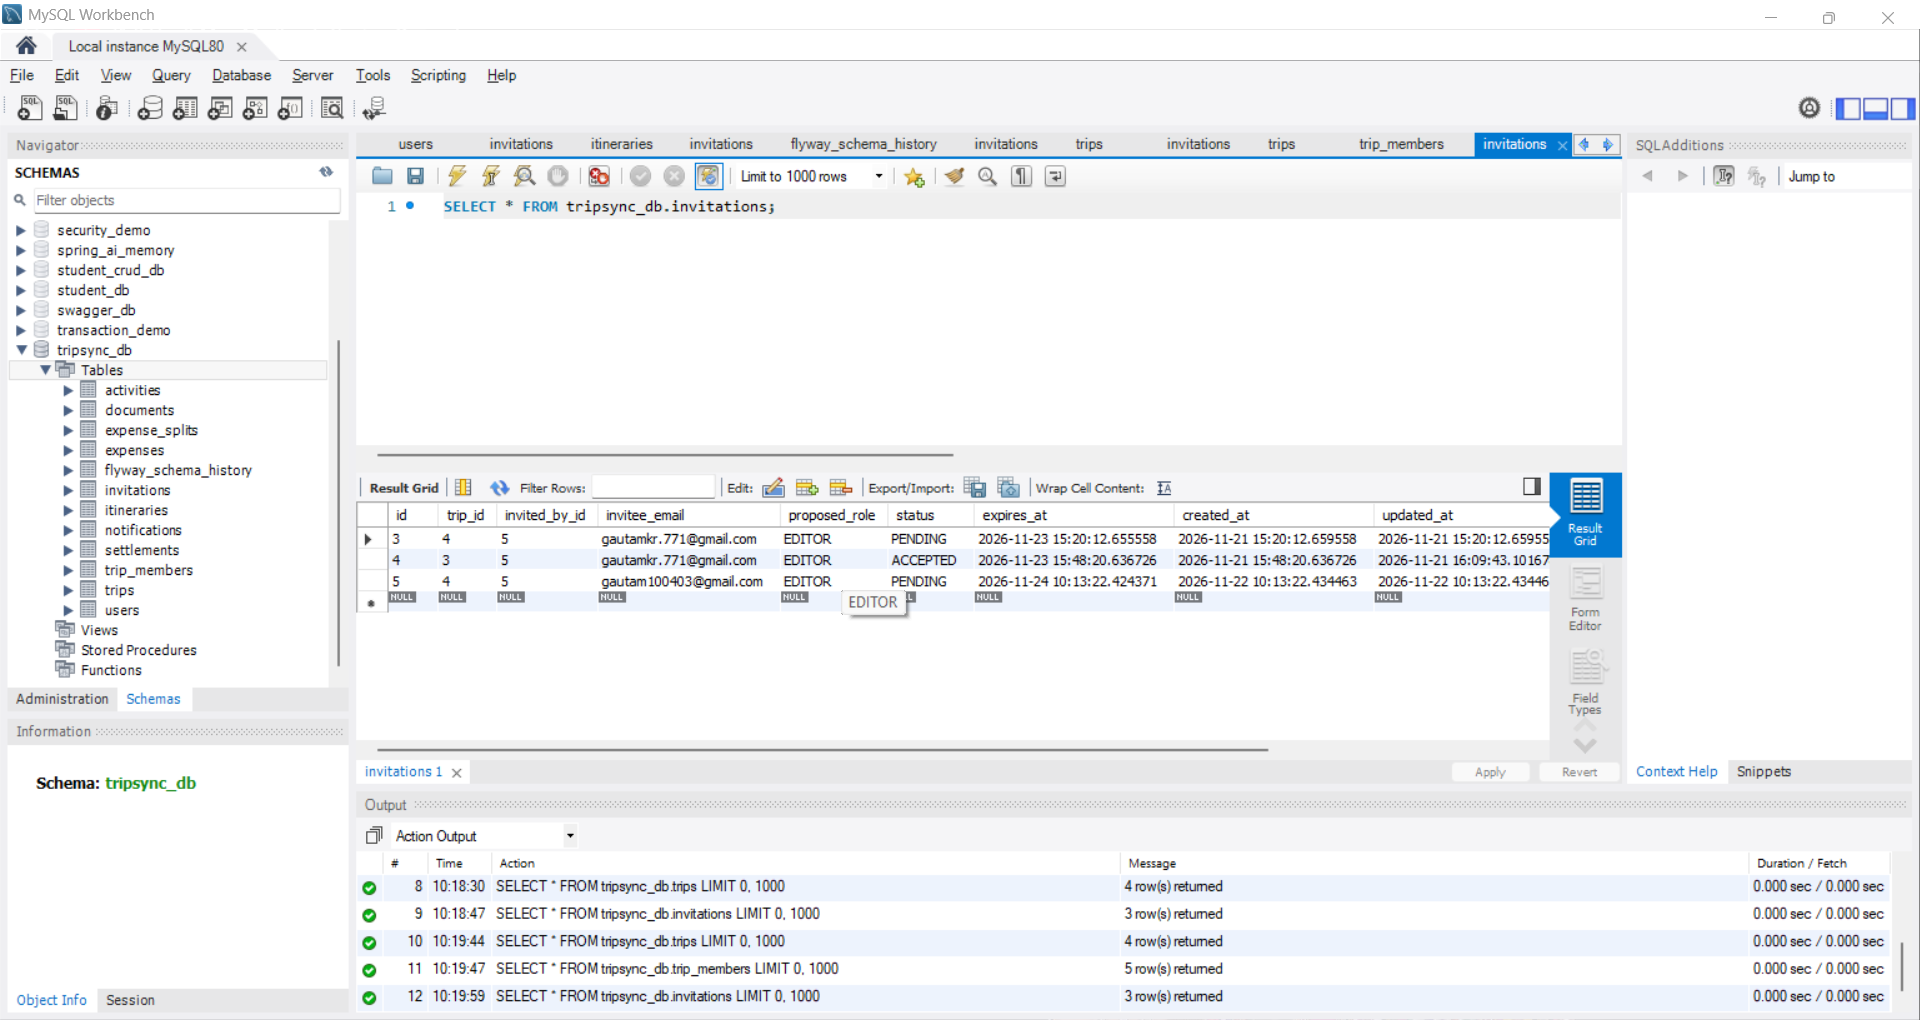 MySQL Workbench
Local instance MySQL80
File Edit View Query Database Server Tools Scripting Help
Navigator
SCHEMAS
Filter objects
security_demo
spring_ai_memory
student_crud_db
student_db
swagger_db
transaction_demo
tripsync_db
Tables
activities
documents
expense_splits
expenses
flyway_schema_history
invitations
itineraries
notifications
settlements
trip_members
trips
users
Views
Stored Procedures
Functions
Administration Schemas
Information
Schema: tripsync_db
Object Info Session
users invitations itineraries invitations flyway_schema_history invitations trips invitations trips trip_members invitations
Limit to 1000 rows
1 SELECT * FROM tripsync_db.invitations;
Result Grid Filter Rows: Edit: Export/Import: Wrap Cell Content:
id trip_id invited_by_id invitee_email proposed_role status expires_at created_at updated_at
3 4 5 gautamkr.771@gmail.com EDITOR PENDING 2026-11-23 15:20:12.655558 2026-11-21 15:20:12.659558 2026-11-21 15:20:12.65955
4 3 5 gautamkr.771@gmail.com EDITOR ACCEPTED 2026-11-23 15:48:20.636726 2026-11-21 15:48:20.636726 2026-11-21 16:09:43.10167
5 4 5 gautam100403@gmail.com EDITOR PENDING 2026-11-24 10:13:22.424371 2026-11-22 10:13:22.434463 2026-11-22 10:13:22.43446
NULL NULL NULL NULL NULL NULL NULL NULL
EDITOR
Result
Grid
Form
Editor
Field
Types
invitations 1
Apply Revert
SQLAdditions
Jump to
Context Help Snippets
Output
Action Output
# Time Action Message Duration / Fetch
8 10:18:30 SELECT * FROM tripsync_db.trips LIMIT 0, 1000 4 row(s) returned 0.000 sec / 0.000 sec
9 10:18:47 SELECT * FROM tripsync_db.invitations LIMIT 0, 1000 3 row(s) returned 0.000 sec / 0.000 sec
10 10:19:44 SELECT * FROM tripsync_db.trips LIMIT 0, 1000 4 row(s) returned 0.000 sec / 0.000 sec
11 10:19:47 SELECT * FROM tripsync_db.trip_members LIMIT 0, 1000 5 row(s) returned 0.000 sec / 0.000 sec
12 10:19:59 SELECT * FROM tripsync_db.invitations LIMIT 0, 1000 3 row(s) returned 0.000 sec / 0.000 sec